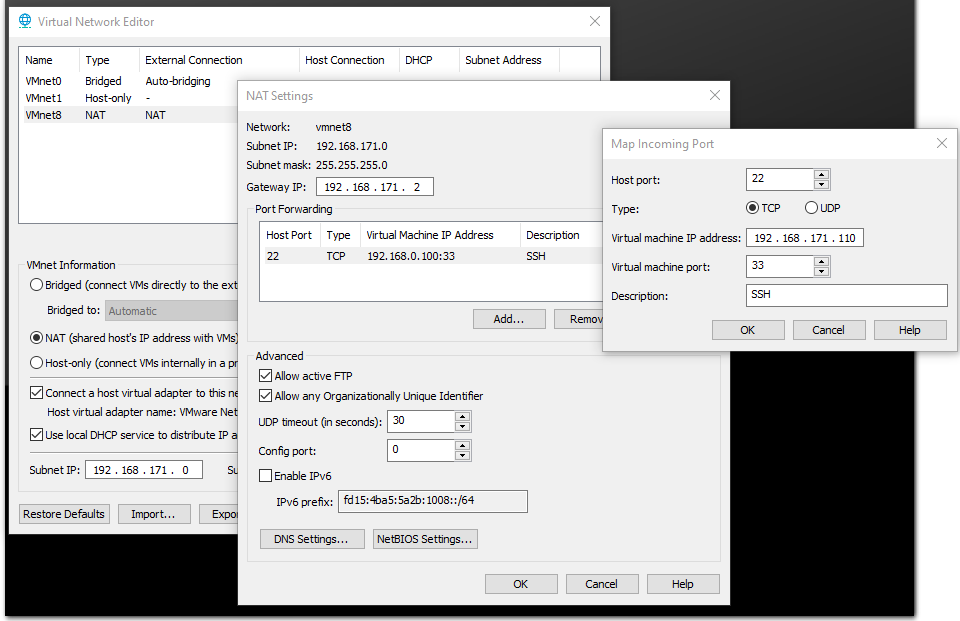 Virtual Network Editor
Name Type External Connection Host Connection DHCP Subnet Address
VMnet0 Bridged Auto-bridging
VMnet1 Host-only -
VMnet8 NAT NAT
VMnet Information
Bridged (connect VMs directly to the ext
Bridged to: Automatic
NAT (shared host's IP address with VMs)
Host-only (connect VMs internally in a pr
Connect a host virtual adapter to this ne
Host virtual adapter name: VMware Net
Use local DHCP service to distribute IP a
Subnet IP: 192 . 168 . 171 . 0 Su
Restore Defaults Import... Expor
NAT Settings
Network: vmnet8
Subnet IP: 192.168.171.0
Subnet mask: 255.255.255.0
Gateway IP: 192 . 168 . 171 . 2
Port Forwarding
Host Port Type Virtual Machine IP Address Description
22 TCP 192.168.0.100:33 SSH
Add... Remov
Advanced
Allow active FTP
Allow any Organizationally Unique Identifier
UDP timeout (in seconds): 30
Config port: 0
Enable IPv6
IPv6 prefix: fd15:4ba5:5a2b:1008::/64
DNS Settings... NetBIOS Settings...
OK Cancel Help
Map Incoming Port
Host port: 22
Type: TCP UDP
Virtual machine IP address: 192 . 168 . 171 . 110
Virtual machine port: 33
Description: SSH
OK Cancel Help